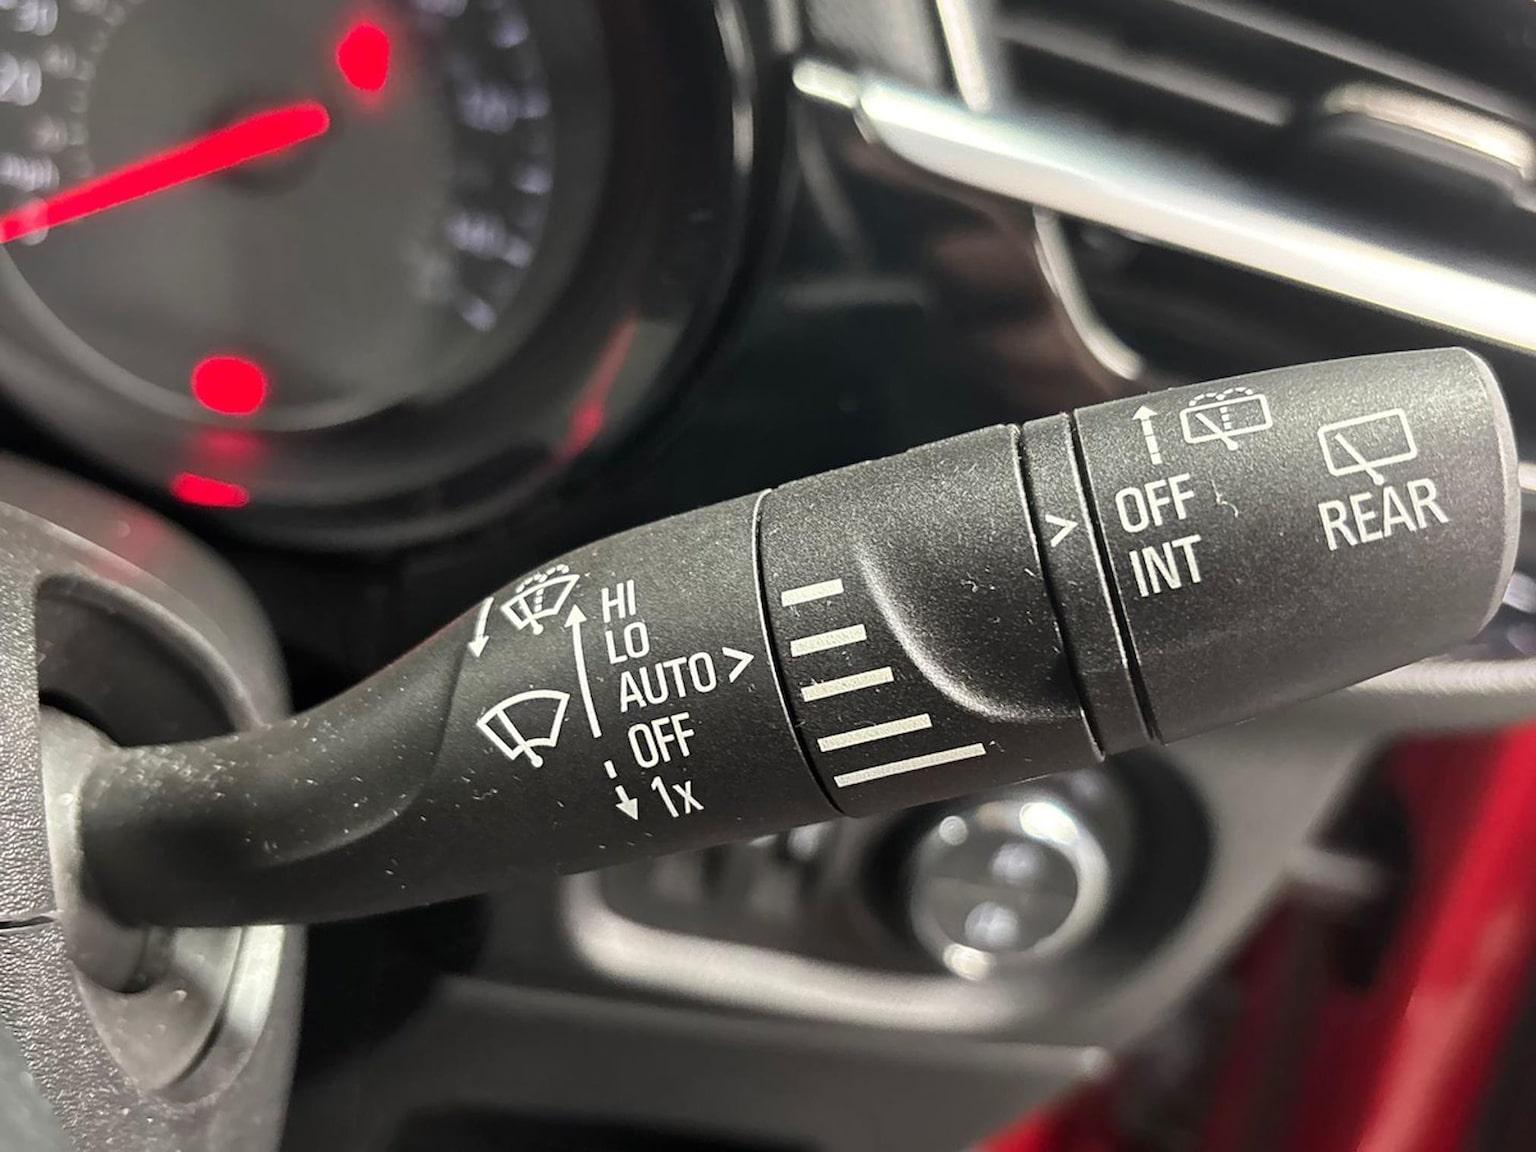 HI
LO
AUTO >
OFF
1x
>
OFF
INT
REAR